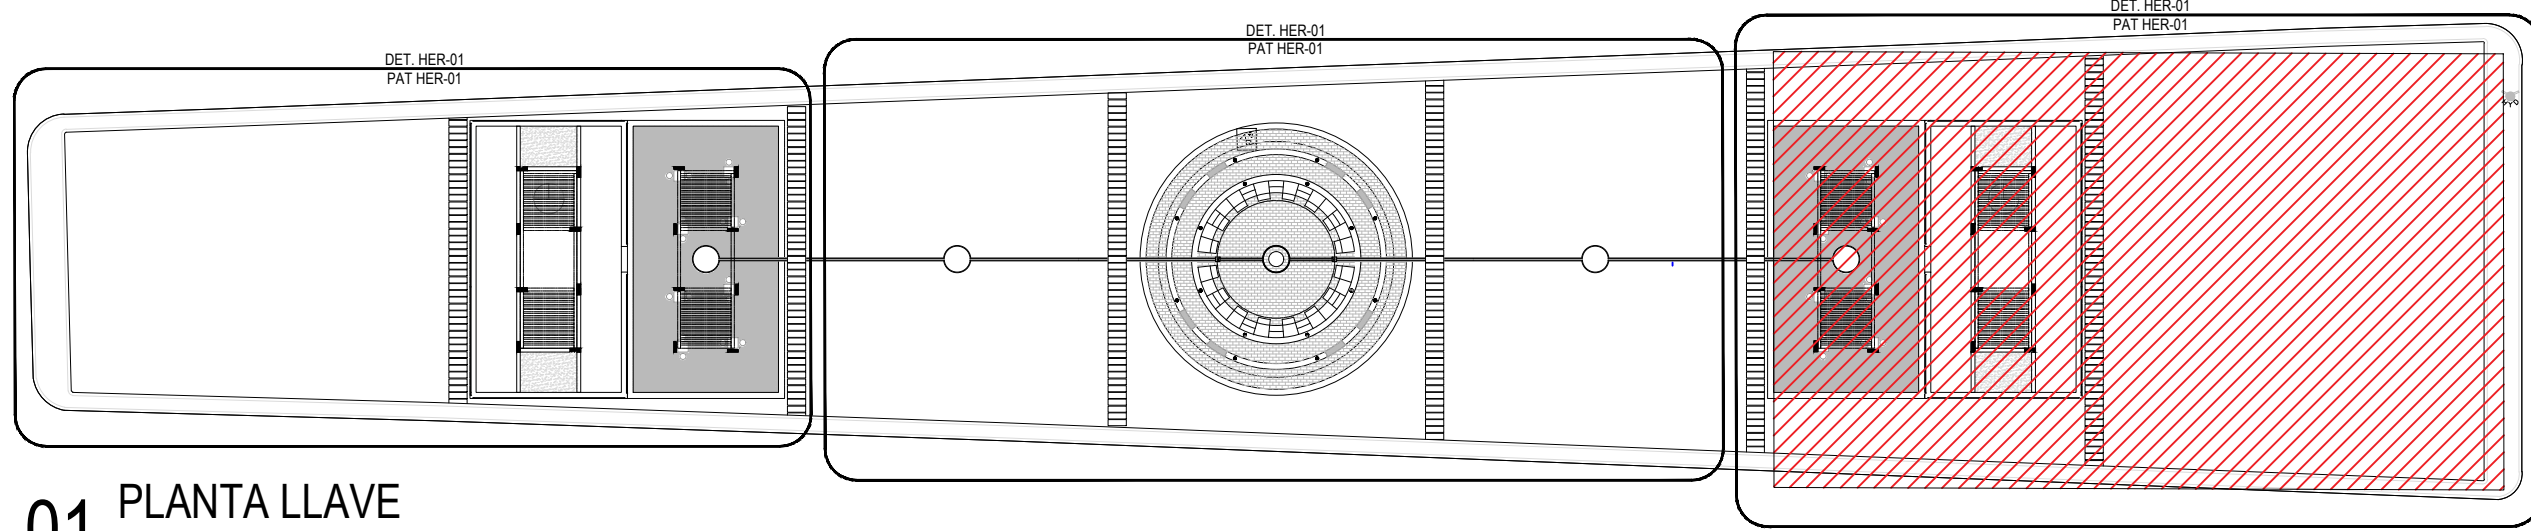 DET. HER-01
PAT HER-01
DET. HER-01
PAT HER-01
DET. HER-01
PAT HER-01
01 PLANTA LLAVE